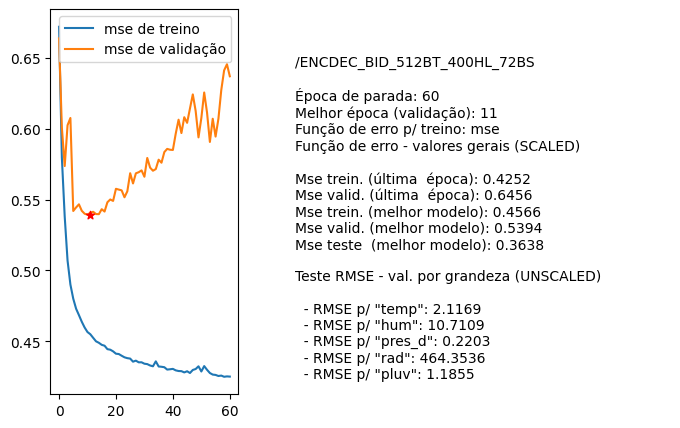 mse de treino
mse de validação
0.65
0.60
0.55
0.50
0.45
0
20
40
60
/ENCDEC_BID_512BT_400HL_72BS
Época de parada: 60
Melhor época (validação): 11
Função de erro p/ treino: mse
Função de erro - valores gerais (SCALED)
Mse trein. (última  época): 0.4252
Mse valid. (última  época): 0.6456
Mse trein. (melhor modelo): 0.4566
Mse valid. (melhor modelo): 0.5394
Mse teste  (melhor modelo): 0.3638
Teste RMSE - val. por grandeza (UNSCALED)
- RMSE p/ "temp": 2.1169
- RMSE p/ "hum": 10.7109
- RMSE p/ "pres_d": 0.2203
- RMSE p/ "rad": 464.3536
- RMSE p/ "pluv": 1.1855